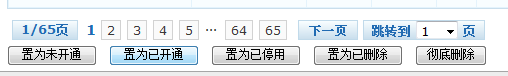 1/65页 1 2 3 4 5 ··· 64 65 下一页 跳转到 1 页
置为未开通 置为已开通 置为已停用 置为已删除 彻底删除